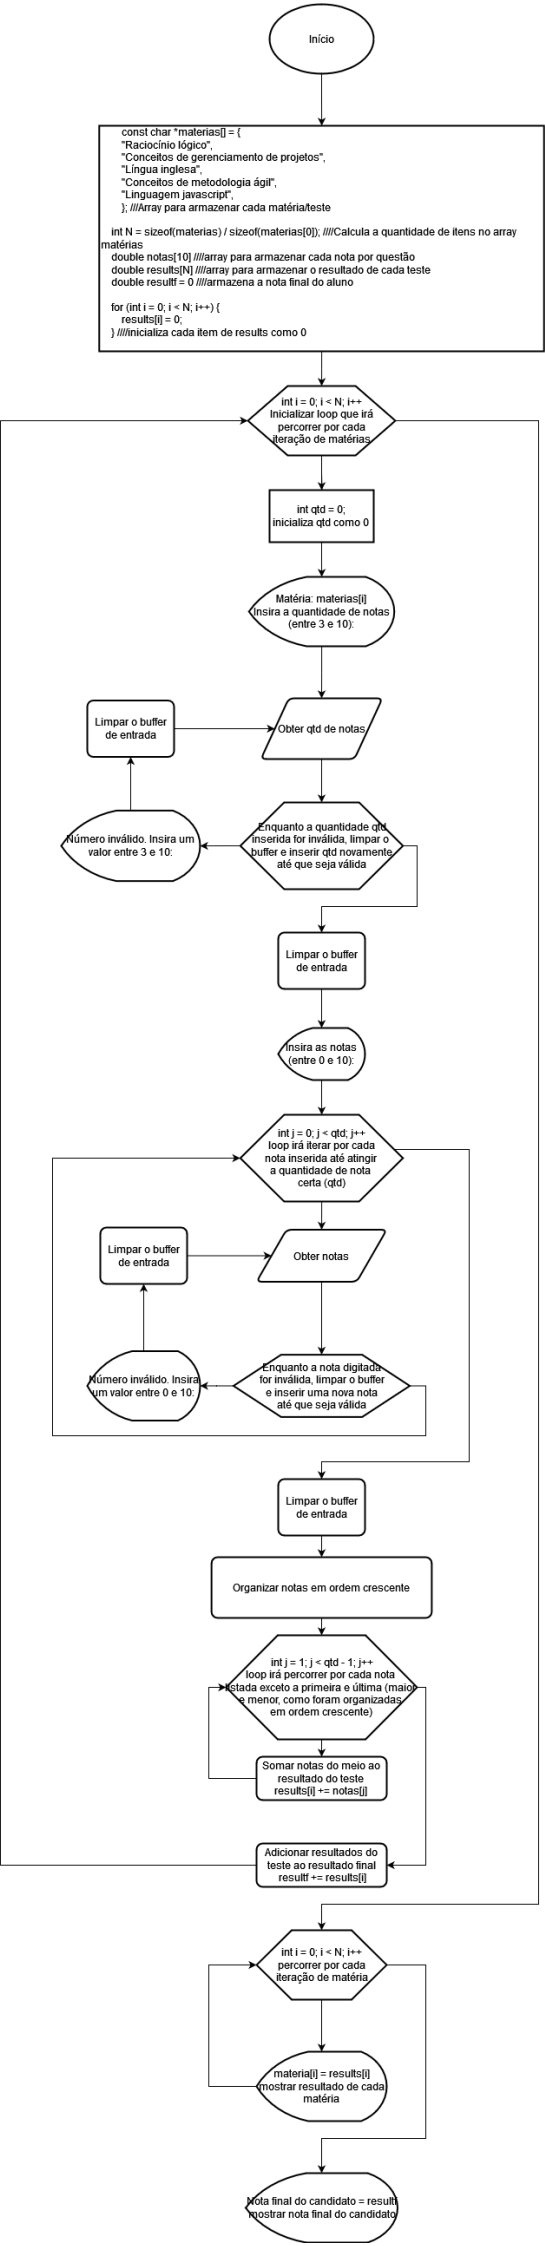 Início
const char *materias[] = {
"Raciocínio lógico",
"Conceitos de gerenciamento de projetos",
"Língua inglesa",
"Conceitos de metodologia ágil",
"Linguagem javascript",
}; ///Array para armazenar cada matéria/teste
int N = sizeof(materias) / sizeof(materias[0]); ////Calcula a quantidade de itens no array
matérias
double notas[10] ////array para armazenar cada nota por questão
double results[N] ////array para armazenar o resultado de cada teste
double resultf = 0 ////armazena a nota final do aluno
for (int i = 0; i < N; i++) {
results[i] = 0;
} ////inicializa cada item de results como 0
int i = 0; i < N; i++
Inicializar loop que irá
percorrer por cada
iteração de matérias
int qtd = 0;
inicializa qtd como 0
Matéria: materias[i]
Insira a quantidade de notas
(entre 3 e 10):
Limpar o buffer
de entrada
Obter qtd de notas
Enquanto a quantidade qtd
inserida for inválida, limpar o
buffer e inserir qtd novamente
até que seja válida
Número inválido. Insira um
valor entre 3 e 10:
Limpar o buffer
de entrada
Insira as notas
(entre 0 e 10):
int j = 0; j < qtd; j++
loop irá iterar por cada
nota inserida até atingir
a quantidade de nota
certa (qtd)
Limpar o buffer
de entrada
Obter notas
Enquanto a nota digitada
for inválida, limpar o buffer
e inserir uma nova nota
até que seja válida
Número inválido. Insira
um valor entre 0 e 10:
Limpar o buffer
de entrada
Organizar notas em ordem crescente
int j = 1; j < qtd - 1; j++
loop irá percorrer por cada nota
listada exceto a primeira e última (maior
e menor, como foram organizadas
em ordem crescente)
Somar notas do meio ao
resultado do teste
results[i] += notas[j]
Adicionar resultados do
teste ao resultado final
resultf += results[i]
int i = 0; i < N; i++
percorrer por cada
iteração de matéria
materia[i] = results[i]
mostrar resultado de cada
matéria
Nota final do candidato = resultf
mostrar nota final do candidato